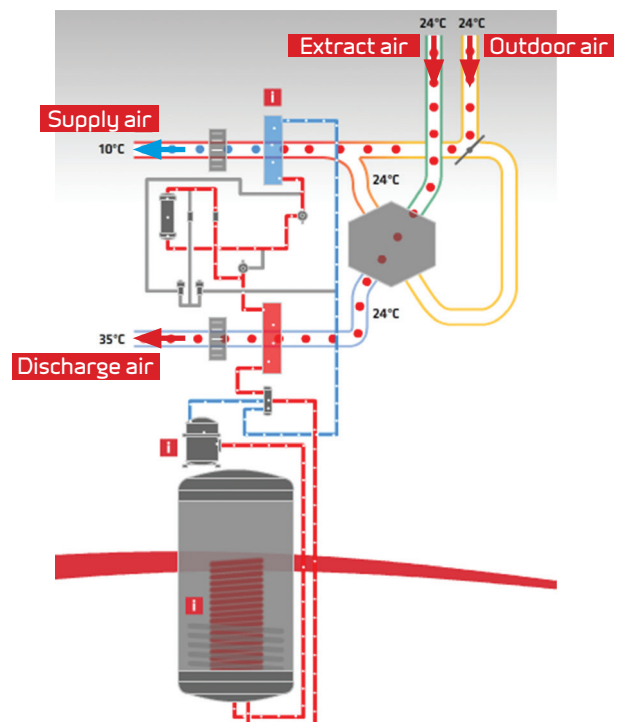 24°C 24°C
Extract air Outdoor air
i
Supply air
10°C
24°C
24°C
35°C
Discharge air
i
i